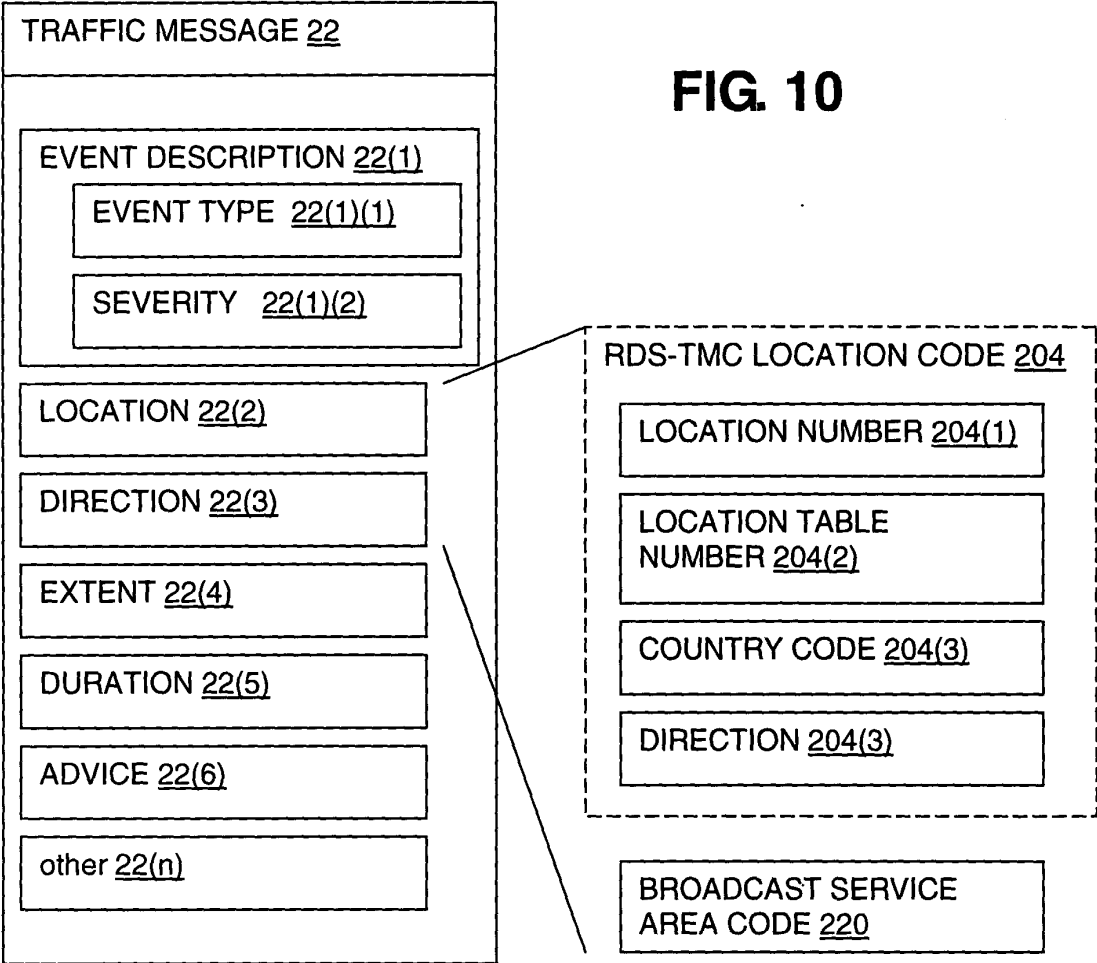 TRAFFIC MESSAGE 22
FIG. 10
EVENT DESCRIPTION 22(1)
EVENT TYPE 22(1)(1)
SEVERITY 22(1)(2)
LOCATION 22(2)
DIRECTION 22(3)
EXTENT 22(4)
DURATION 22(5)
ADVICE 22(6)
other 22(n)
RDS-TMC LOCATION CODE 204
LOCATION NUMBER 204(1)
LOCATION TABLE
NUMBER 204(2)
COUNTRY CODE 204(3)
DIRECTION 204(3)
BROADCAST SERVICE
AREA CODE 220